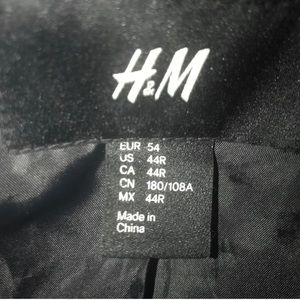 H&M
EUR 54
US 44R
CA 44R
CN 180/108A
MX 44R
Made in
China